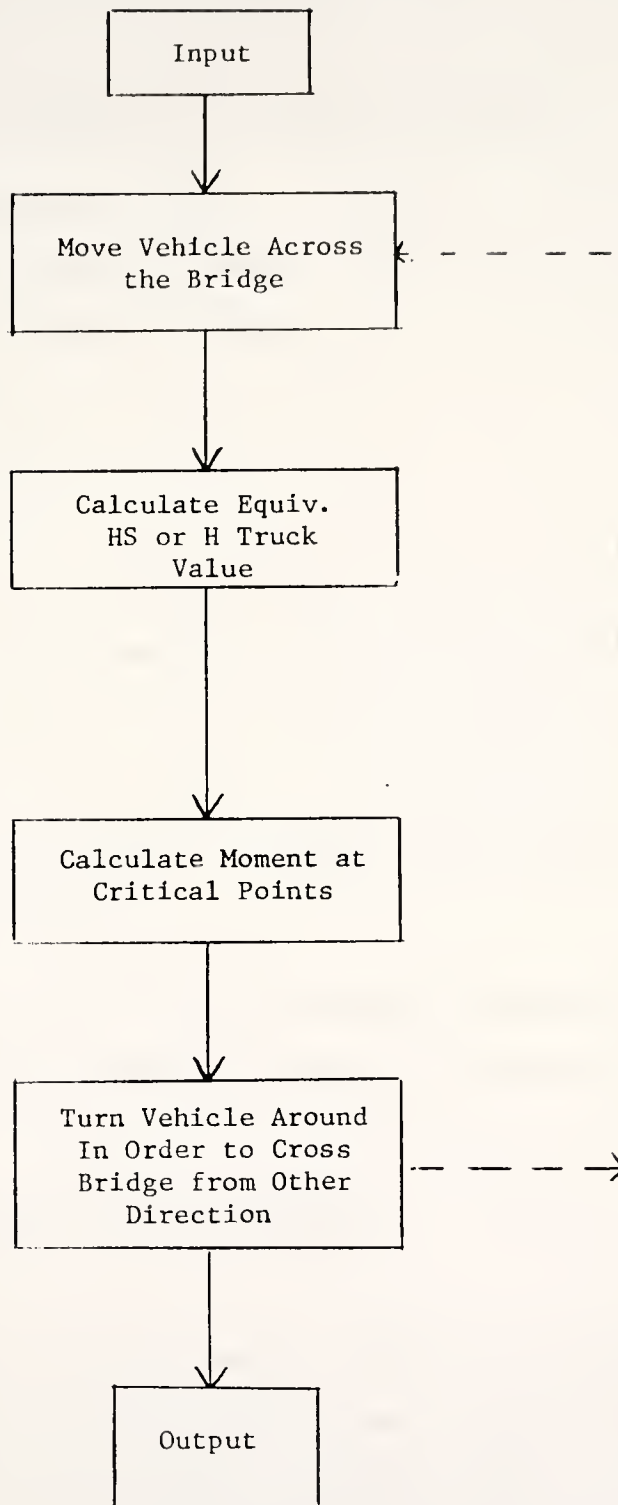 Input
Move Vehicle Across
the Bridge
Calculate Equiv.
HS or H Truck
Value
Calculate Moment at
Critical Points
Turn Vehicle Around
In Order to Cross
Bridge from Other
Direction
Output